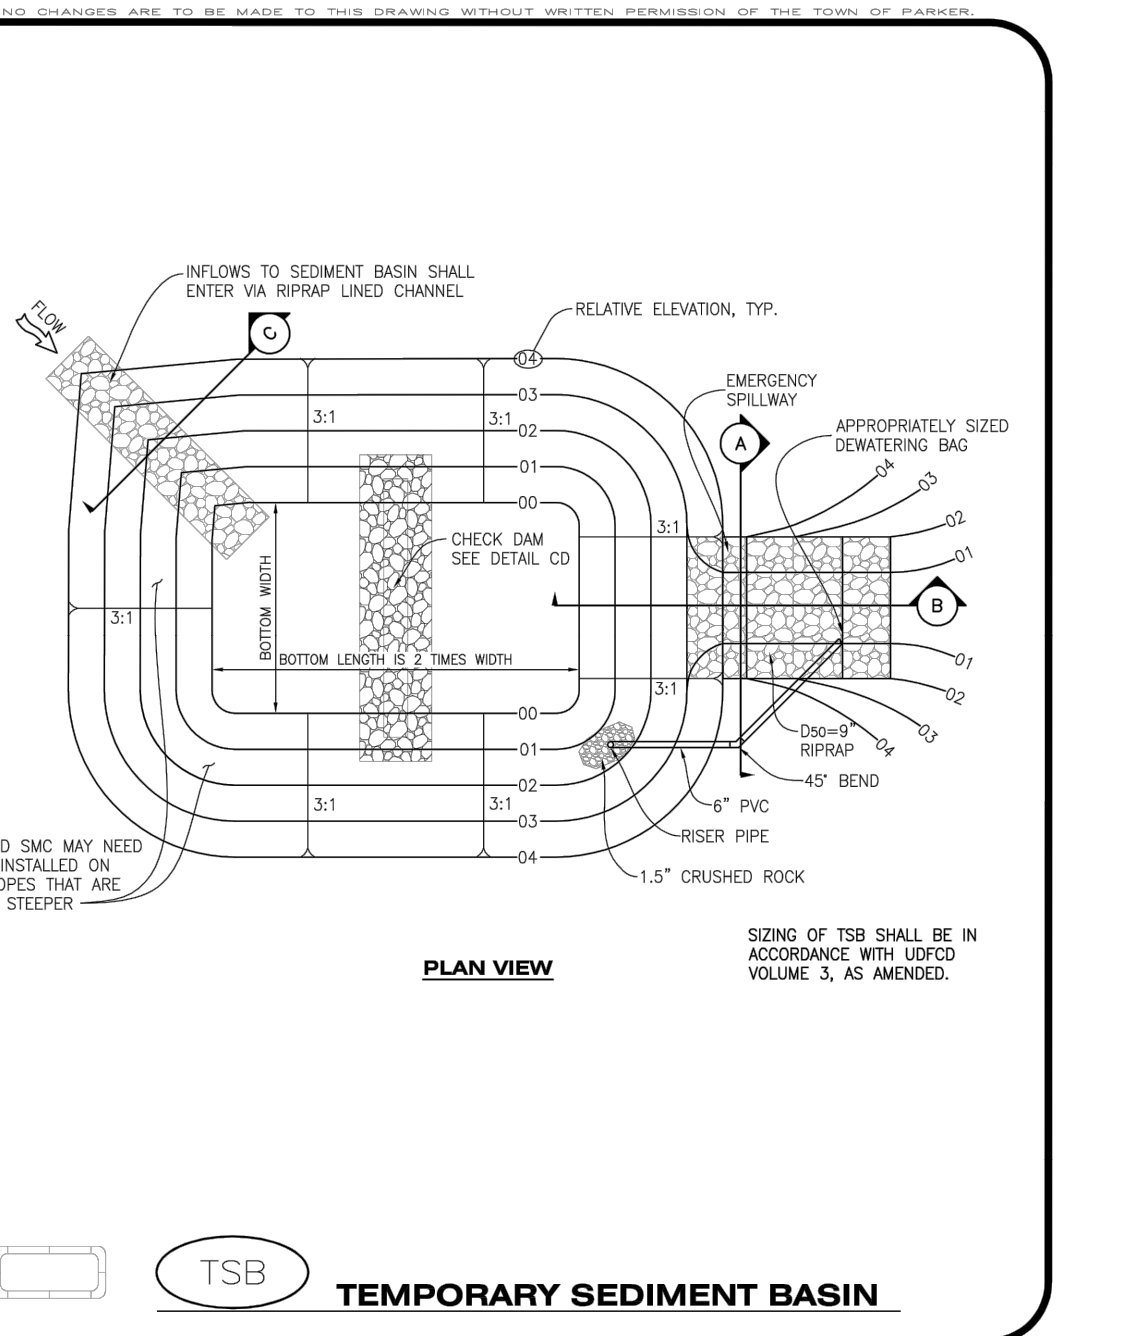 NO CHANGES ARE TO BE MADE TO THIS DRAWING WITHOUT WRITTEN PERMISSION OF THE TOWN OF PARKER.
INFLOWS TO SEDIMENT BASIN SHALL
ENTER VIA RIPRAP LINED CHANNEL
FLOW
C
RELATIVE ELEVATION, TYP.
04
03
3:1
3:1
02
01
00
EMERGENCY
SPILLWAY
A
APPROPRIATELY SIZED
DEWATERING BAG
04
03
02
01
3:1
CHECK DAM
SEE DETAIL CD
BOTTOM WIDTH
B
3:1
BOTTOM LENGTH IS 2 TIMES WIDTH
01
02
03
04
3:1
00
01
02
03
04
3:1
3:1
D50=9"
RIPRAP
45° BEND
6" PVC
RISER PIPE
1.5" CRUSHED ROCK
D SMC MAY NEED
INSTALLED ON
OPES THAT ARE
STEEPER
SIZING OF TSB SHALL BE IN
ACCORDANCE WITH UDFCD
VOLUME 3, AS AMENDED.
PLAN VIEW
TSB
TEMPORARY SEDIMENT BASIN